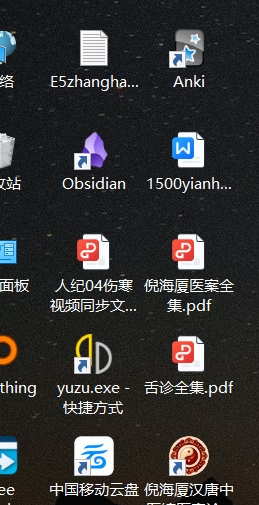 络
E5zhangha...
Anki
收站
Obsidian
1500yianh...
面板
人纪04伤寒
视频同步文...
倪海厦医案全
集.pdf
thing
yuzu.exe -
快捷方式
舌诊全集.pdf
ee
中国移动云盘
倪海厦汉唐中